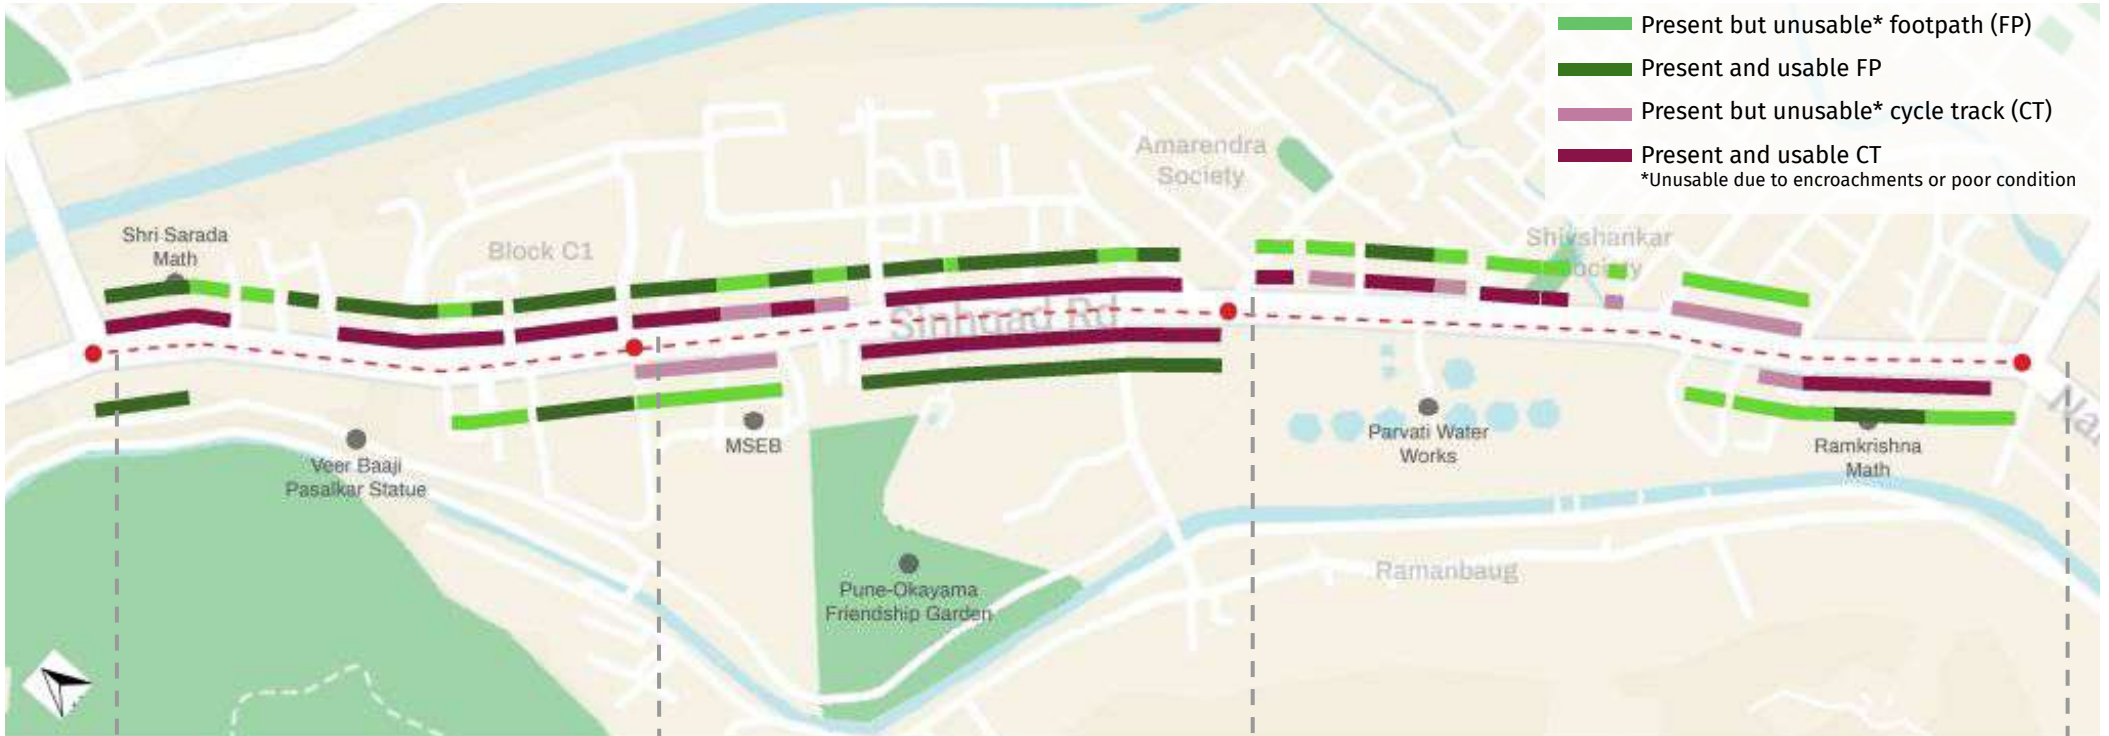 Present but unusable* footpath (FP)
Present and usable FP
Present but unusable* cycle track (CT)
Present and usable CT
*Unusable due to encroachments or poor condition
Amarendra
Society
Shri Sarada
Math
Block C1
Shivshankar
Society
Sinhgad Rd
Veer Baaji
Pasalkar Statue
MSEB
Parvati Water
Works
Ramkrishna
Math
Pune-Okayama
Friendship Garden
Ramanbaug